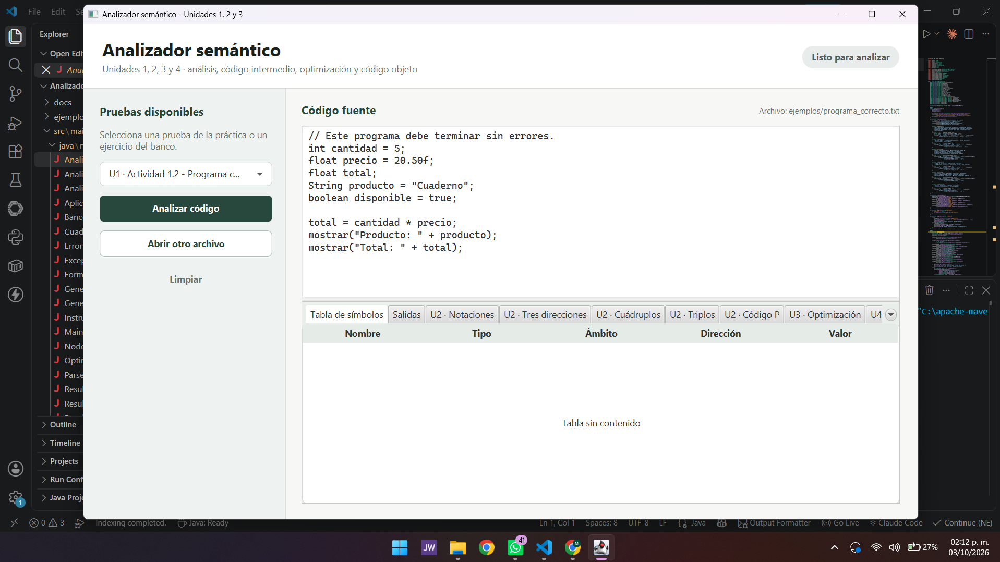 File Edit Se
Analizador semántico - Unidades 1, 2 y 3
Explorer
Open Edi
Anal
Analizado
docs
ejemplo
src\mai
java\n
Anali
Anali
Anali
Aplic
Banco
Cuad
Error
Excep
Form
Gene
Gene
Instru
Main
Nodo
Optir
Parse
Resul
Resul
Outline
Timeline
Projects
Run Conf
Java Proje
Analizador semántico
Unidades 1, 2, 3 y 4 · análisis, código intermedio, optimización y código objeto
Listo para analizar
Pruebas disponibles
Selecciona una prueba de la práctica o un
ejercicio del banco.
U1 · Actividad 1.2 - Programa c...
Analizar código
Abrir otro archivo
Limpiar
Código fuente
Archivo: ejemplos/programa_correcto.txt
// Este programa debe terminar sin errores.
int cantidad = 5;
float precio = 20.50f;
float total;
String producto = "Cuaderno";
boolean disponible = true;
total = cantidad * precio;
mostrar("Producto: " + producto);
mostrar("Total: " + total);
Tabla de símbolos Salidas U2 · Notaciones U2 · Tres direcciones U2 · Cuádruplos U2 · Triplos U2 · Código P U3 · Optimización U4
Nombre Tipo Ámbito Dirección Valor
Tabla sin contenido
"C:\apache-mave
1
0 3 Indexing completed. Java: Ready Ln 1, Col 1 Spaces: 8 UTF-8 LF Java Output Formatter Go Live Claude Code Continue (NE)
JW 41 M 27%
02:12 p. m.
03/10/2026